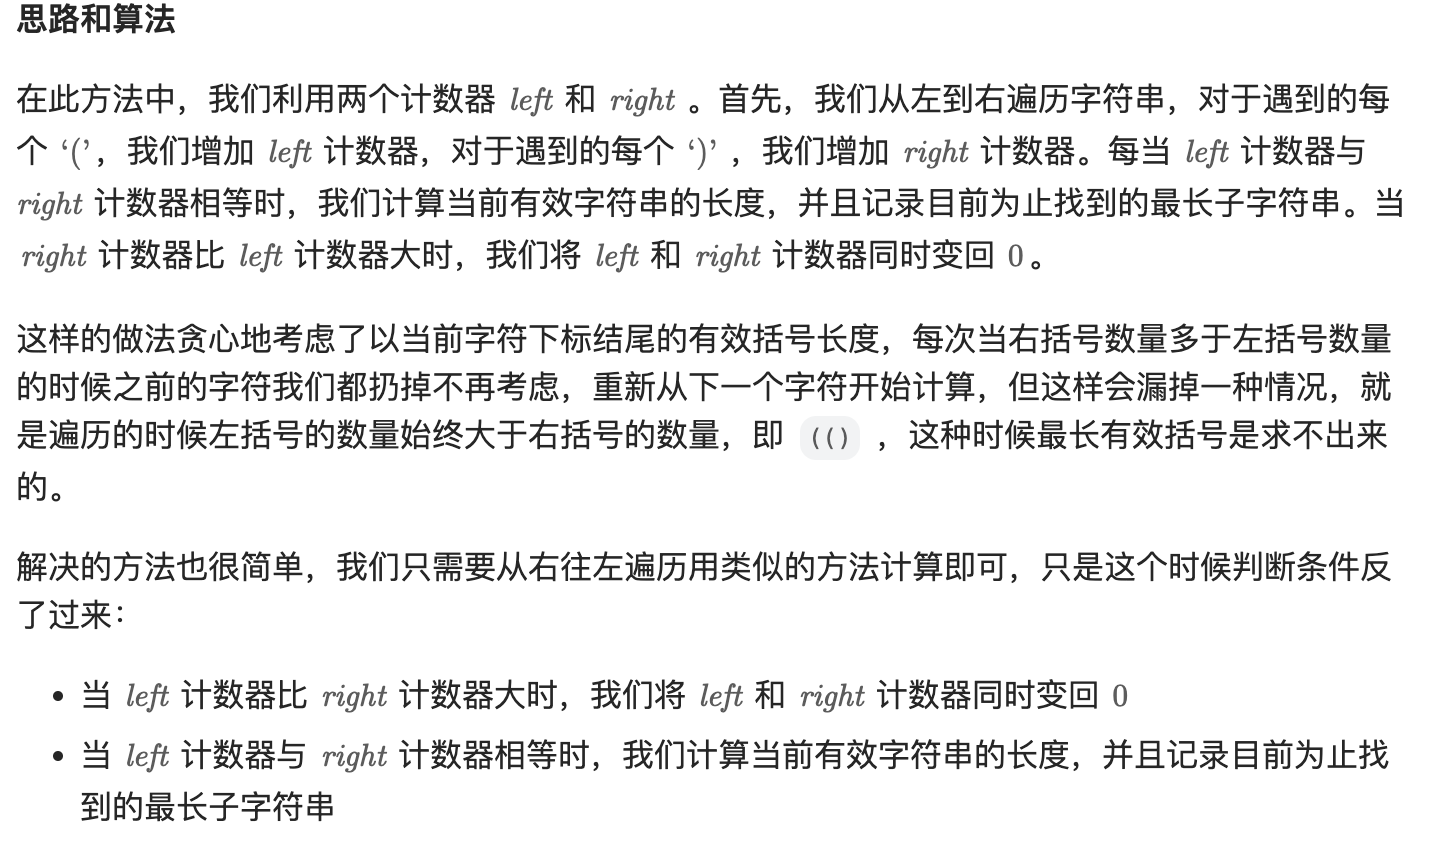 思路和算法
在此方法中，我们利用两个计数器 left 和 right 。首先，我们从左到右遍历字符串，对于遇到的每
个 ‘(’，我们增加 left 计数器，对于遇到的每个 ‘)’ ，我们增加 right 计数器。每当 left 计数器与
right 计数器相等时，我们计算当前有效字符串的长度，并且记录目前为止找到的最长子字符串。当
right 计数器比 left 计数器大时，我们将 left 和 right 计数器同时变回 0。
这样的做法贪心地考虑了以当前字符下标结尾的有效括号长度，每次当右括号数量多于左括号数量
的时候之前的字符我们都扔掉不再考虑，重新从下一个字符开始计算，但这样会漏掉一种情况，就
是遍历的时候左括号的数量始终大于右括号的数量，即 (() ，这种时候最长有效括号是求不出来
的。
解决的方法也很简单，我们只需要从右往左遍历用类似的方法计算即可，只是这个时候判断条件反
了过来：
• 当 left 计数器比 right 计数器大时，我们将 left 和 right 计数器同时变回 0
• 当 left 计数器与 right 计数器相等时，我们计算当前有效字符串的长度，并且记录目前为止找
到的最长子字符串